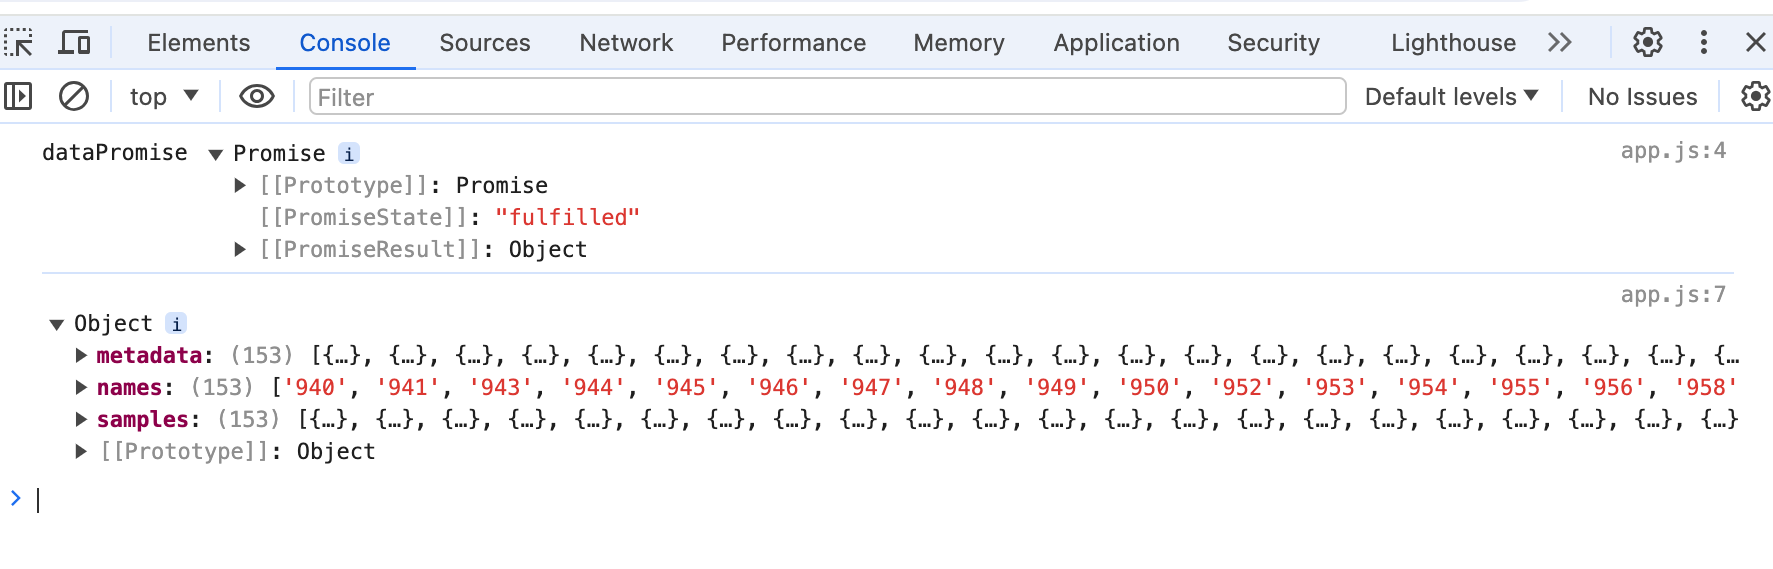 Elements Console Sources Network Performance Memory Application Security Lighthouse
top Filter Default levels No Issues
dataPromise Promise i app.js:4
[[Prototype]]: Promise
[[PromiseState]]: "fulfilled"
[[PromiseResult]]: Object
app.js:7
Object i
metadata: (153) [{…}, {…}, {…}, {…}, {…}, {…}, {…}, {…}, {…}, {…}, {…}, {…}, {…}, {…}, {…}, {…}, {…}, {…}, {…}, {…}, {…}, {…
names: (153) ['940', '941', '943', '944', '945', '946', '947', '948', '949', '950', '952', '953', '954', '955', '956', '958'
samples: (153) [{…}, {…}, {…}, {…}, {…}, {…}, {…}, {…}, {…}, {…}, {…}, {…}, {…}, {…}, {…}, {…}, {…}, {…}, {…}, {…}, {…}, {…}
[[Prototype]]: Object